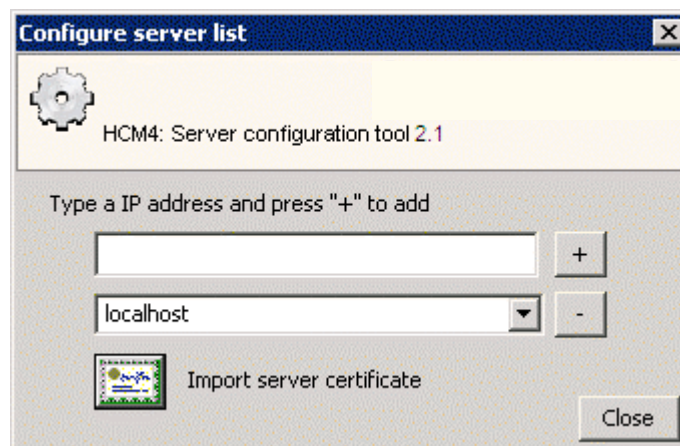 Configure server list
HCM4: Server configuration tool 2.1
Type a IP address and press "+" to add
+
localhost
-
Import server certificate
Close